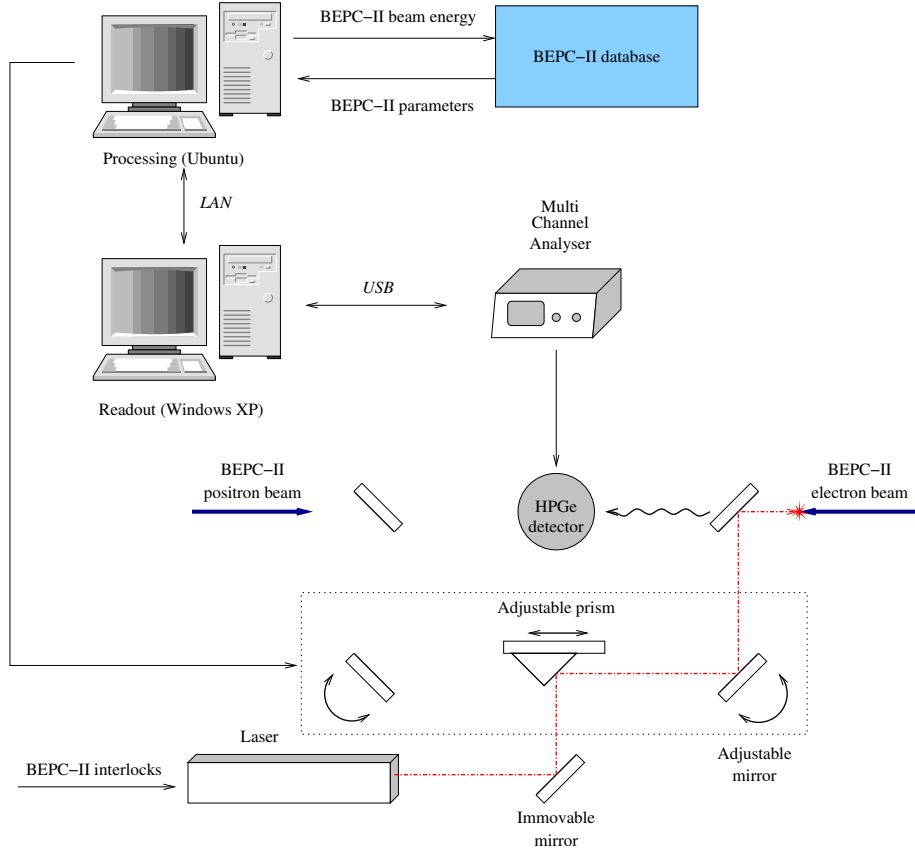 BEPC−II beam energy
BEPC−II database
BEPC−II parameters
Processing (Ubuntu)
LAN
Multi
Channel
Analyser
USB
Readout (Windows XP)
BEPC−II
positron beam
HPGe
detector
BEPC−II
electron beam
Adjustable prism
Laser
Adjustable
mirror
BEPC−II interlocks
Immovable
mirror